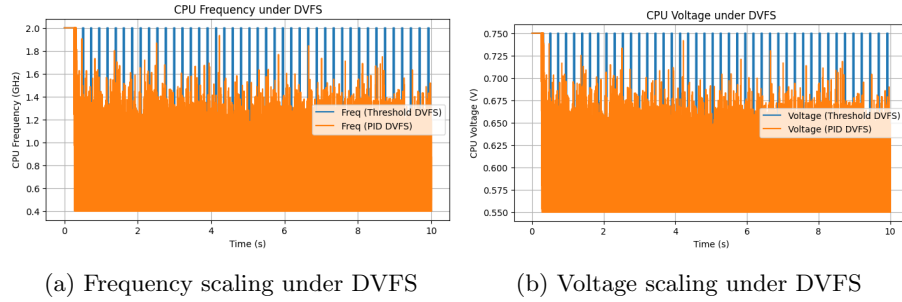 CPU Frequency under DVFS
CPU Frequency (GHz)
2.0
1.8
1.6
1.4
1.2
1.0
0.8
0.6
0.4
Freq (Threshold DVFS)
Freq (PID DVFS)
0 2 4 6 8 10
Time (s)
(a) Frequency scaling under DVFS
CPU Voltage under DVFS
CPU Voltage (V)
0.750
0.725
0.700
0.675
0.650
0.625
0.600
0.575
0.550
Voltage (Threshold DVFS)
Voltage (PID DVFS)
0 2 4 6 8 10
Time (s)
(b) Voltage scaling under DVFS